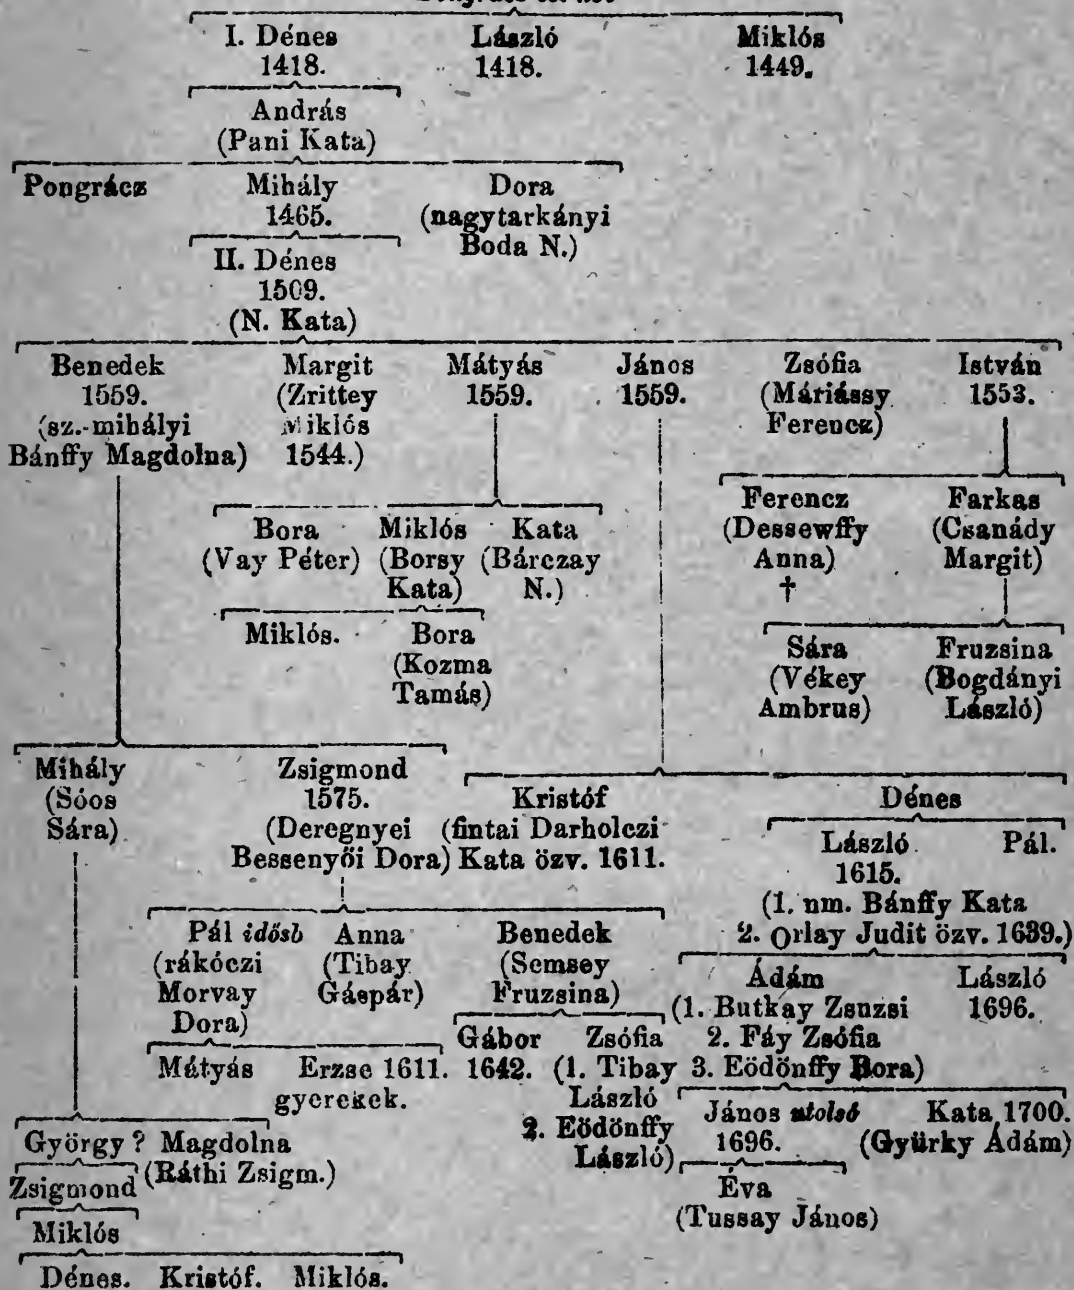 I. Dénes László Miklós
1418. 1418. 1449.
András
(Pani Kata)
Pongrácz Mihály Dora
1465. (nagytarkányi
Boda N.)
II. Dénes
1509.
(N. Kata)
Benedek Margit Mátyás János Zsófia István
1559. (Zrittey 1559. 1559. (Máriássy 1553.
(sz.-mihályi Miklós Ferencz)
Bánffy Magdolna) 1544.)
Ferencz Farkas
(Dessewffy (Csanády
Anna) Margit)
†
Bora Miklós Kata
(Vay Péter) (Borsy (Bárczay
Kata) N.)
Miklós. Bora
(Kozma
Tamás)
Sára Fruzsina
(Vékey (Bogdányi
Ambrus) László)
Mihály Zsigmond
(Sóos 1575.
Sára) (Deregnyei
Bessenyői Dora)
Kristóf Dénes
(fintai Darholczi
Kata özv. 1611.
László Pál.
1615.
(1. nm. Bánffy Kata
2. Orlay Judit özv. 1639.)
Pál idősb Anna Benedek
(rákóczi (Tibay (Semsey
Morvay Gáspár) Fruzsina)
Dora)
Ádám László
(1. Butkay Zsuzsi 1696.
2. Fáy Zsófia
3. Eödönffy Bora)
Mátyás Erzse 1611.
gyerekek.
Gábor Zsófia
1642. (1. Tibay
László
2. Eödönffy
László)
János utolsó Kata 1700.
1696. (Gyürky Ádám)
Éva
(Tussay János)
György ? Magdolna
Zsigmond (Ráthi Zsigm.)
Miklós
Dénes. Kristóf. Miklós.